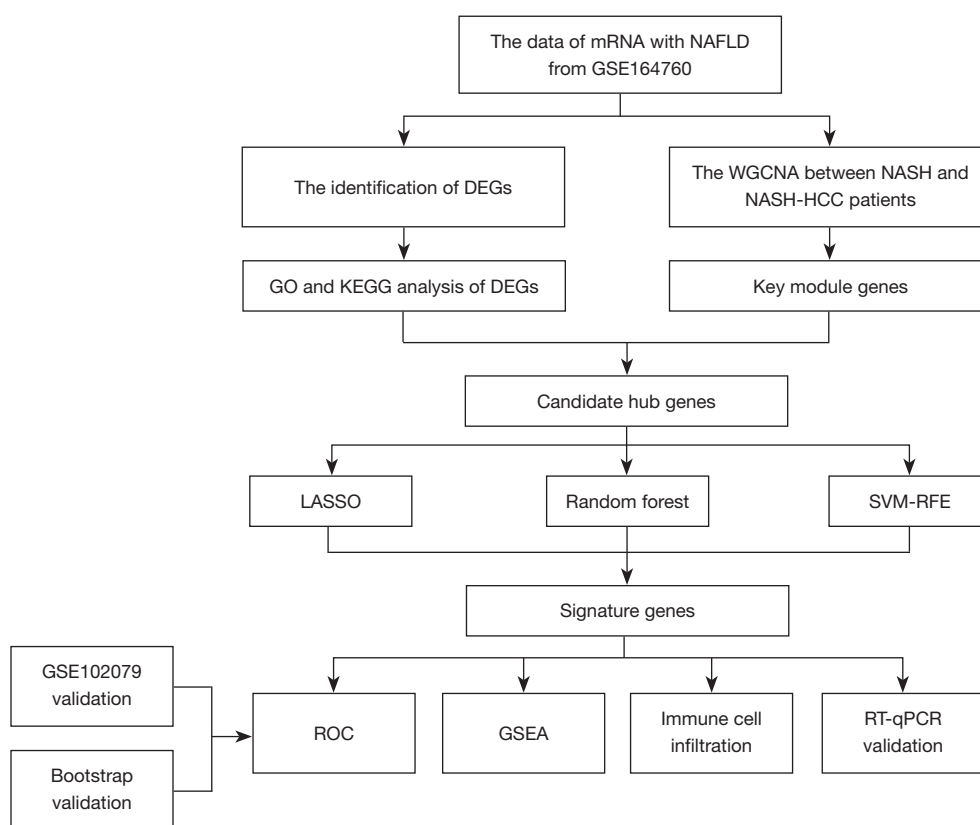 The data of mRNA with NAFLD
from GSE164760
The identification of DEGs
The WGCNA between NASH and
NASH-HCC patients
GO and KEGG analysis of DEGs
Key module genes
Candidate hub genes
LASSO
Random forest
SVM-RFE
Signature genes
GSE102079
validation
Bootstrap
validation
ROC
GSEA
Immune cell
infiltration
RT-qPCR
validation